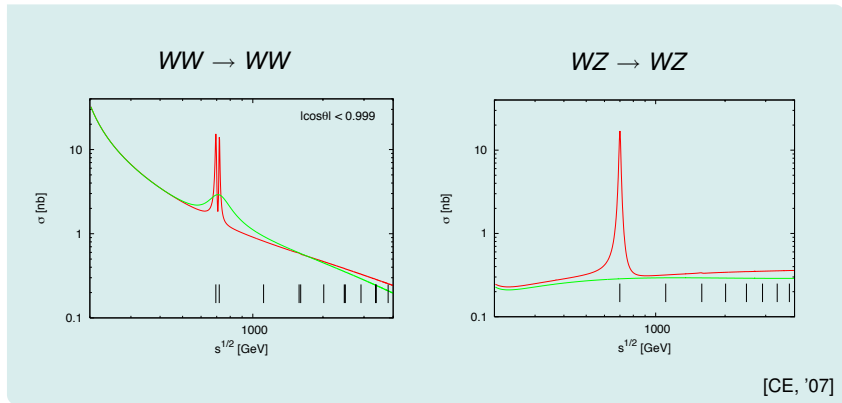 WW → WW
WZ → WZ
|cosθ| < 0.999
10
1
0.1
σ [nb]
1000
s^{1/2} [GeV]
10
1
0.1
σ [nb]
1000
s^{1/2} [GeV]
[CE, '07]